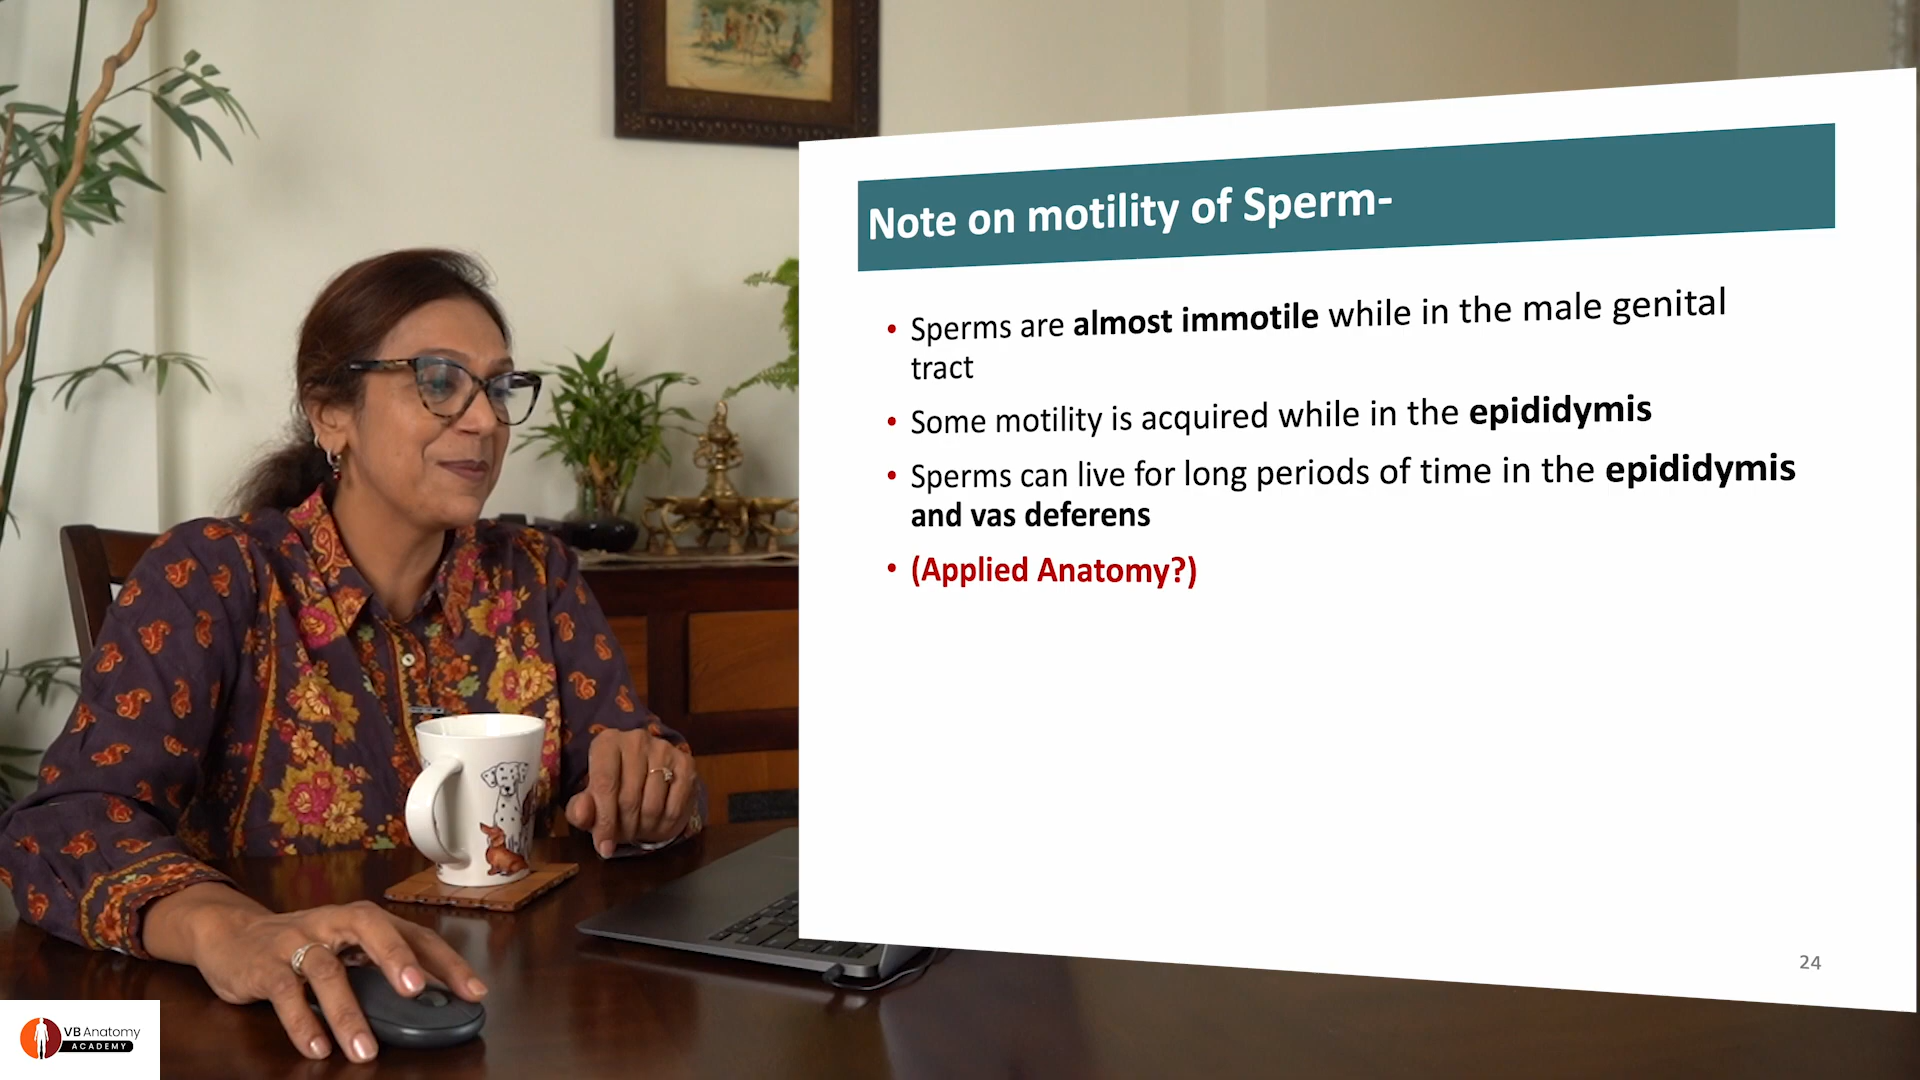 Note on motility of Sperm-
• Sperms are almost immotile while in the male genital
tract
• Some motility is acquired while in the epididymis
• Sperms can live for long periods of time in the epididymis
and vas deferens
• (Applied Anatomy?)
24
VB Anatomy
ACADEMY